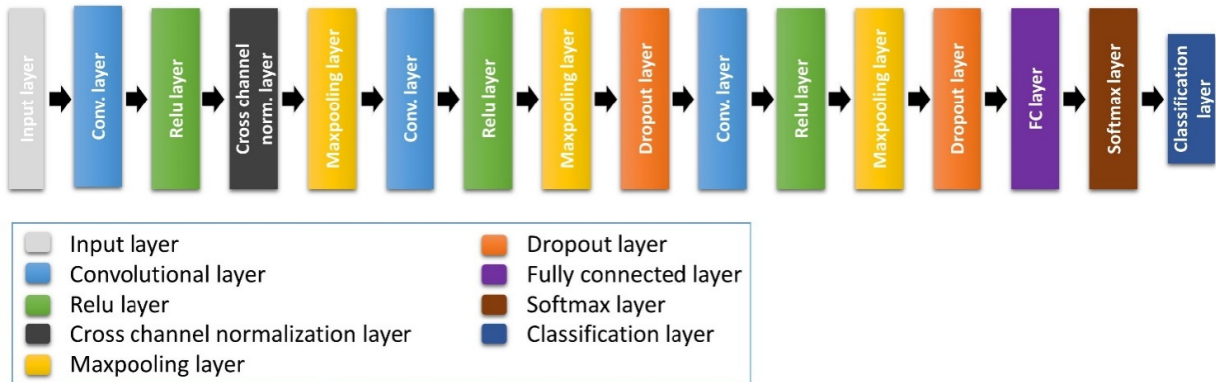 Input layer
Conv. layer
Relu layer
Cross channel
norm. layer
Maxpooling layer
Conv. layer
Relu layer
Maxpooling layer
Dropout layer
Conv. layer
Relu layer
Maxpooling layer
Dropout layer
FC layer
Softmax layer
Classification
layer
Input layer
Convolutional layer
Relu layer
Cross channel normalization layer
Maxpooling layer
Dropout layer
Fully connected layer
Softmax layer
Classification layer